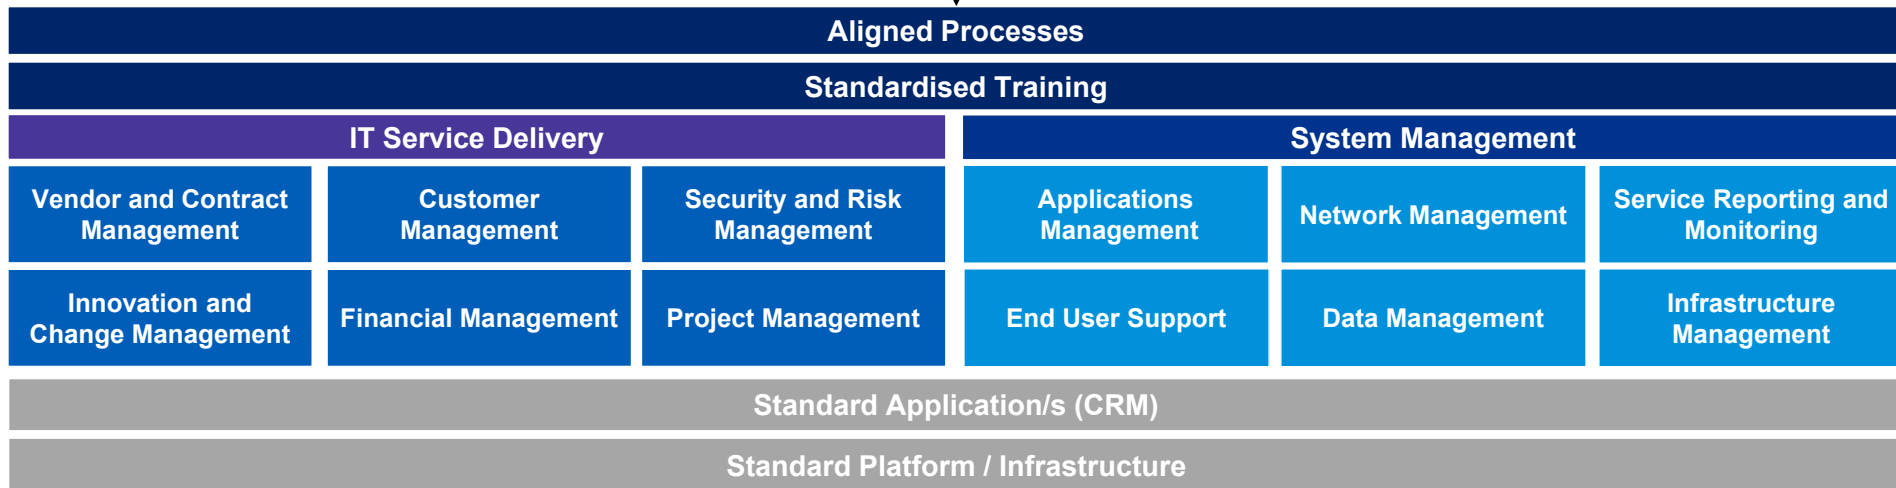 Aligned Processes
Standardised Training
IT Service Delivery
System Management
Vendor and Contract
Management
Customer
Management
Security and Risk
Management
Applications
Management
Network Management
Service Reporting and
Monitoring
Innovation and
Change Management
Financial Management
Project Management
End User Support
Data Management
Infrastructure
Management
Standard Application/s (CRM)
Standard Platform / Infrastructure